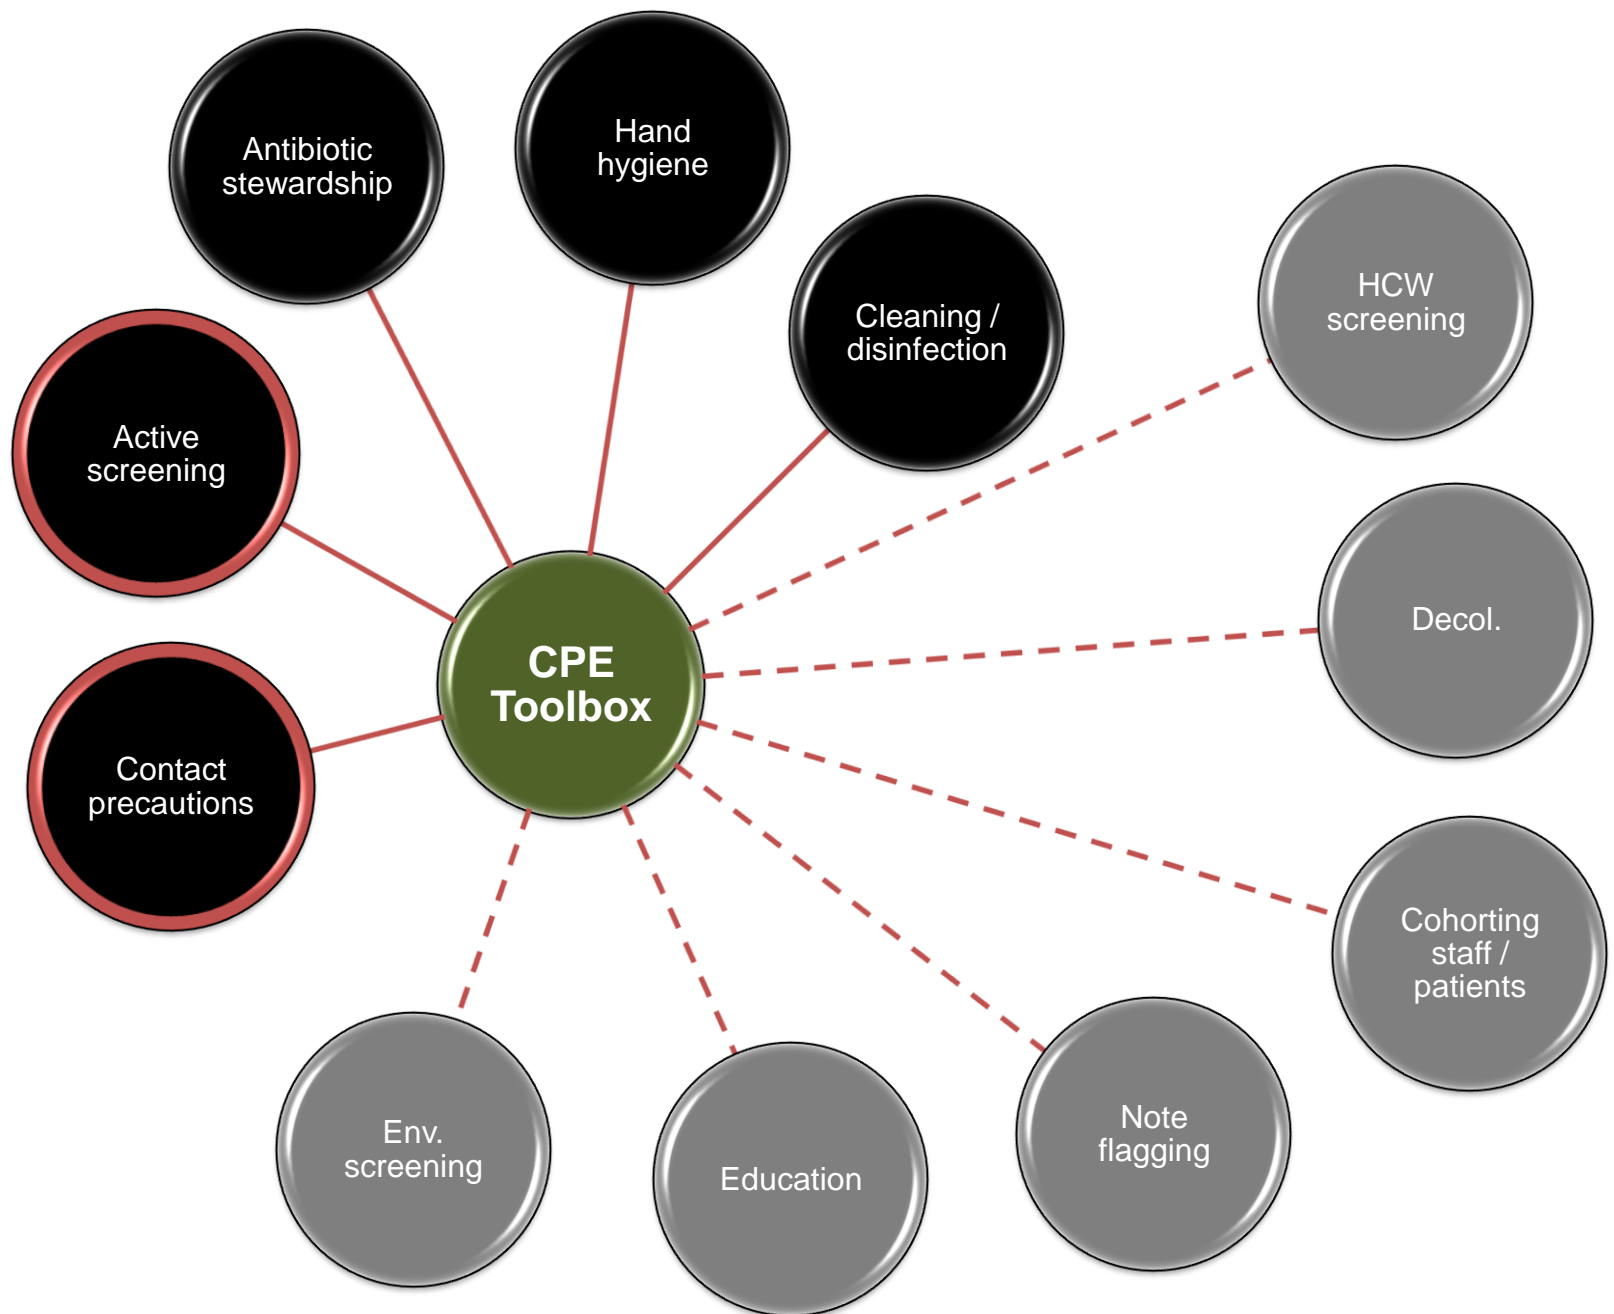 Antibiotic
stewardship
Hand
hygiene
Cleaning /
disinfection
HCW
screening
Active
screening
Decol.
CPE
Toolbox
Contact
precautions
Cohorting
staff /
patients
Env.
screening
Education
Note
flagging